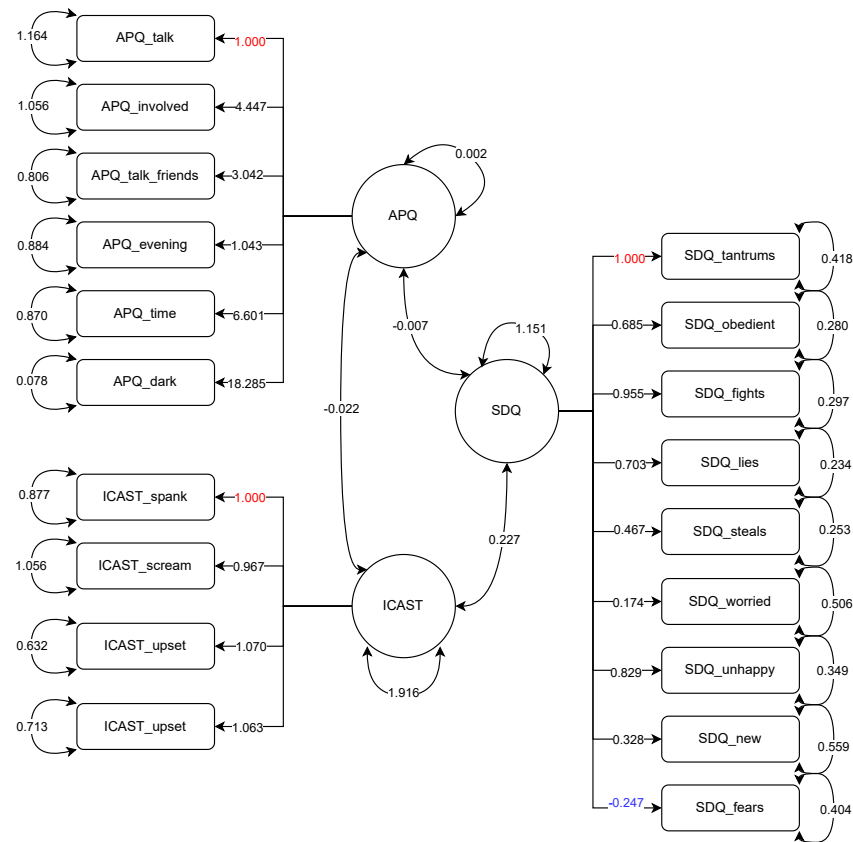 1.164
APQ_talk
1.000
1.056
APQ_involved
4.447
0.806
APQ_talk_friends
3.042
0.884
APQ_evening
1.043
0.870
APQ_time
6.601
0.078
APQ_dark
18.285
0.002
APQ
-0.007
-0.022
1.151
SDQ
0.227
0.877
ICAST_spank
1.000
1.056
ICAST_scream
0.967
0.632
ICAST_upset
1.070
0.713
ICAST_upset
1.063
ICAST
1.916
1.000
SDQ_tantrums
0.418
0.685
SDQ_obedient
0.280
0.955
SDQ_fights
0.297
0.703
SDQ_lies
0.234
0.467
SDQ_steals
0.253
0.174
SDQ_worried
0.506
0.829
SDQ_unhappy
0.349
0.328
SDQ_new
0.559
-0.247
SDQ_fears
0.404